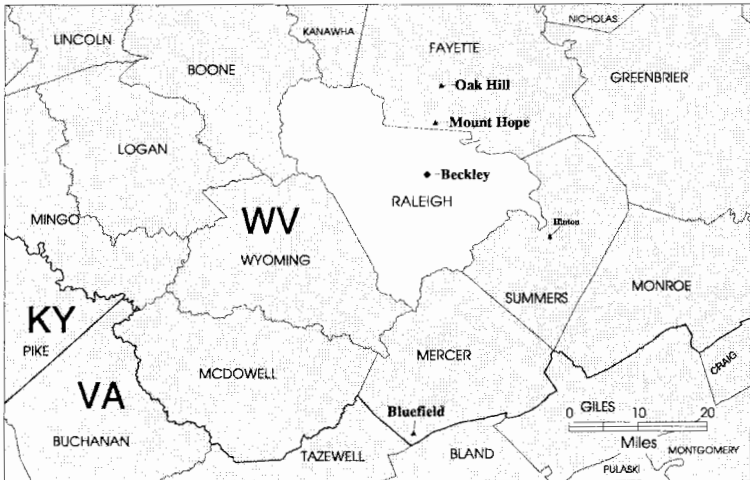 NICHOLAS
KANAWHA
LINCOLN
FAYETTE
BOONE
GREENBRIER
Oak Hill
Mount Hope
LOGAN
Beckley
RALEIGH
MINGO
WV
Hinton
WYOMING
MONROE
SUMMERS
KY
PIKE
MERCER
CRAIG
MCDOWELL
VA
GILES
Bluefield
0 10 20
Miles
BUCHANAN
TAZEWELL
BLAND
MONTGOMERY
PULASKI